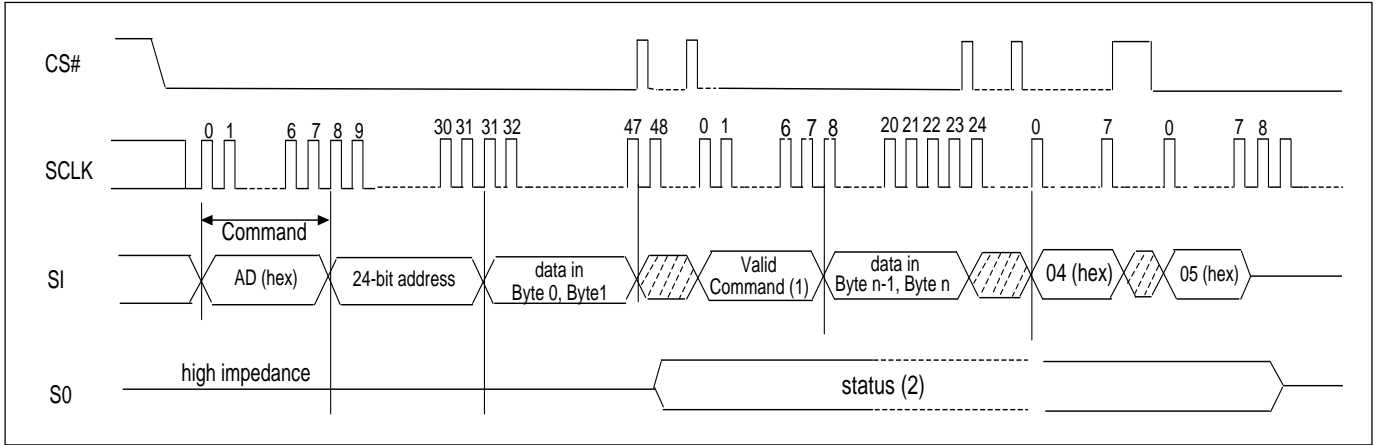 CS#
0 1 6 7 8 9 30 31 31 32 47 48 0 1 6 7 8 20 21 22 23 24 0 7 0 7 8
SCLK
Command
SI
AD (hex)
24-bit address
data in
Byte 0, Byte1
Valid
Command (1)
data in
Byte n-1, Byte n
04 (hex)
05 (hex)
high impedance
S0
status (2)